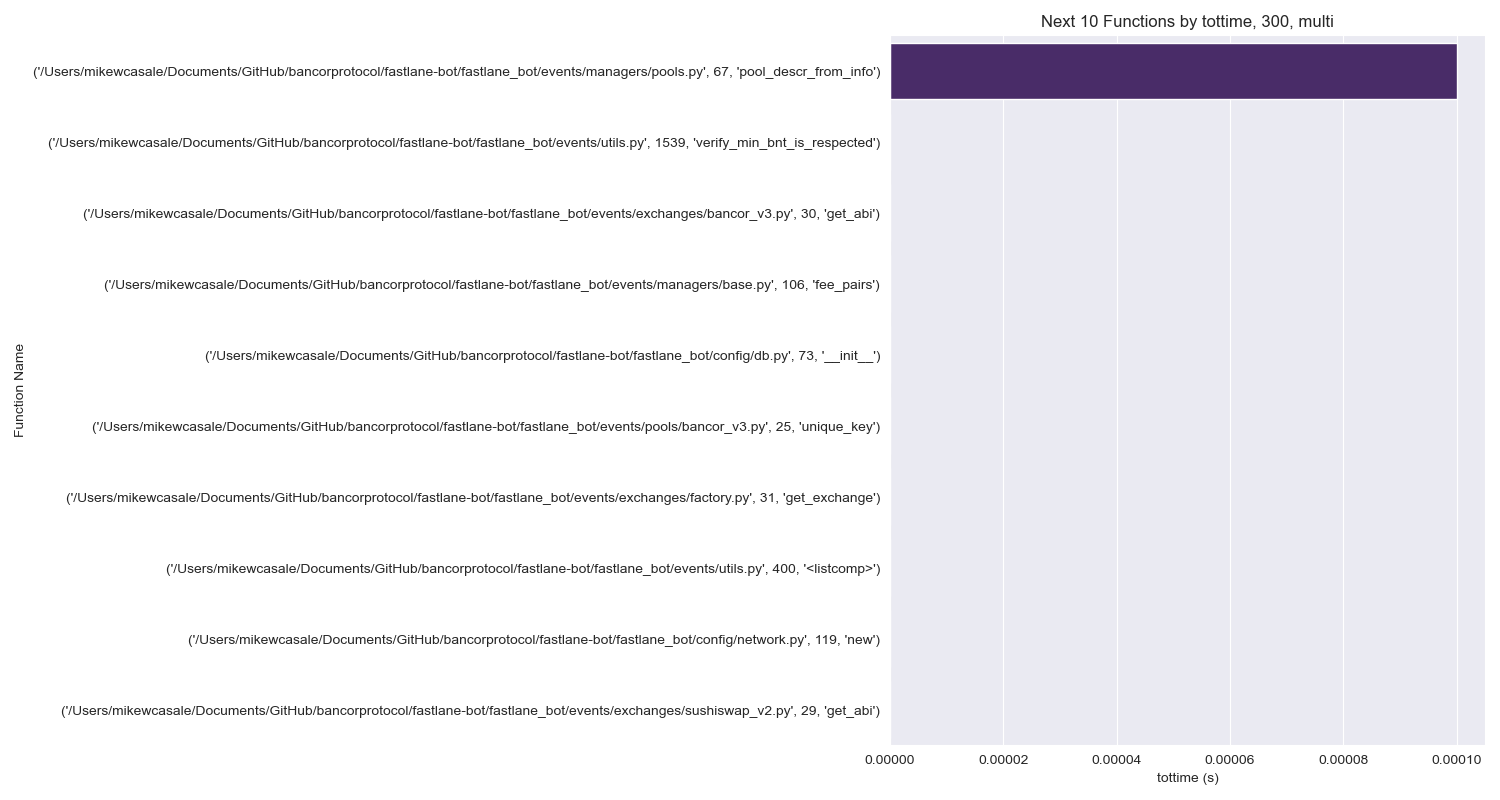 Next 10 Functions by tottime, 300, multi
('/Users/mikewcasale/Documents/GitHub/bancorprotocol/fastlane-bot/fastlane_bot/events/managers/pools.py', 67, 'pool_descr_from_info')
('/Users/mikewcasale/Documents/GitHub/bancorprotocol/fastlane-bot/fastlane_bot/events/utils.py', 1539, 'verify_min_bnt_is_respected')
('/Users/mikewcasale/Documents/GitHub/bancorprotocol/fastlane-bot/fastlane_bot/events/exchanges/bancor_v3.py', 30, 'get_abi')
('/Users/mikewcasale/Documents/GitHub/bancorprotocol/fastlane-bot/fastlane_bot/events/managers/base.py', 106, 'fee_pairs')
('/Users/mikewcasale/Documents/GitHub/bancorprotocol/fastlane-bot/fastlane_bot/config/db.py', 73, '__init__')
('/Users/mikewcasale/Documents/GitHub/bancorprotocol/fastlane-bot/fastlane_bot/events/pools/bancor_v3.py', 25, 'unique_key')
('/Users/mikewcasale/Documents/GitHub/bancorprotocol/fastlane-bot/fastlane_bot/events/exchanges/factory.py', 31, 'get_exchange')
('/Users/mikewcasale/Documents/GitHub/bancorprotocol/fastlane-bot/fastlane_bot/events/utils.py', 400, '<listcomp>')
('/Users/mikewcasale/Documents/GitHub/bancorprotocol/fastlane-bot/fastlane_bot/config/network.py', 119, 'new')
('/Users/mikewcasale/Documents/GitHub/bancorprotocol/fastlane-bot/fastlane_bot/events/exchanges/sushiswap_v2.py', 29, 'get_abi')
Function Name
0.00000 0.00002 0.00004 0.00006 0.00008 0.00010
tottime (s)